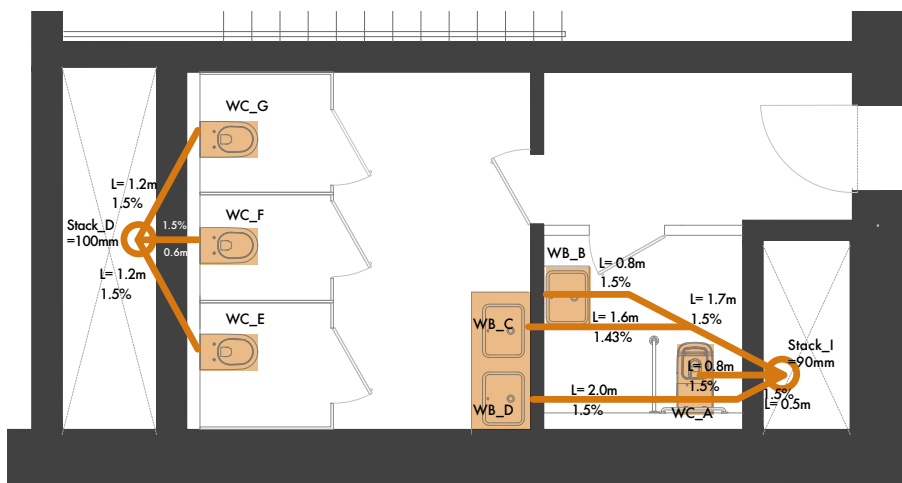 WC_G
L= 1.2m
1.5%
WC_F
Stack_D
=100mm
1.5%
0.6m
L= 1.2m
1.5%
WC_E
WB_B
L= 0.8m
1.5%
L= 1.7m
1.5%
WB_C
L= 1.6m
1.43%
Stack_I
=90mm
L= 0.8m
1.5%
1.5%
L= 0.5m
WB_D
L= 2.0m
1.5%
WC_A